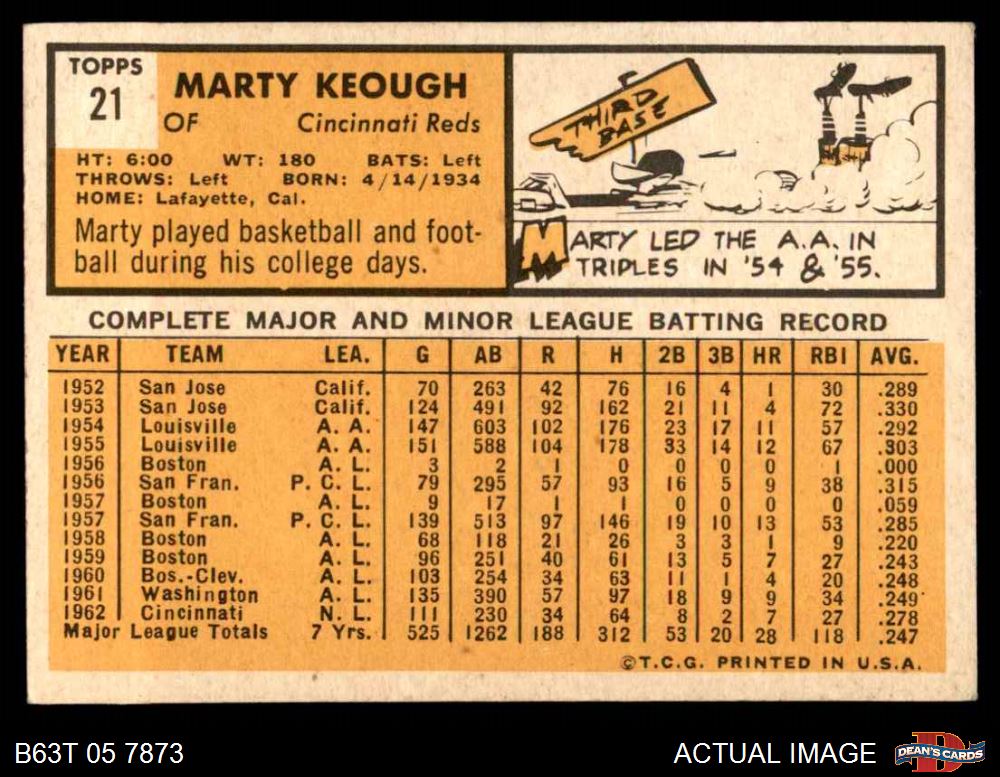 TOPPS
21
MARTY KEOUGH
OF Cincinnati Reds
HT: 6:00 WT: 180 BATS: Left
THROWS: Left BORN: 4/14/1934
HOME: Lafayette, Cal.
Marty played basketball and foot-
ball during his college days.
THIRD
BASE
MARTY LED THE A.A. IN
TRIPLES IN '54 & '55.
COMPLETE MAJOR AND MINOR LEAGUE BATTING RECORD
YEAR TEAM LEA. G AB R H 2B 3B HR RBI AVG.
1952 San Jose Calif. 70 263 42 76 16 4 1 30 .289
1953 San Jose Calif. 124 491 92 162 21 11 4 72 .330
1954 Louisville A. A. 147 603 102 176 23 17 11 57 .292
1955 Louisville A. A. 151 588 104 178 33 14 12 67 .303
1956 Boston A. L. 3 2 1 0 0 0 0 1 .000
1956 San Fran. P. C. L. 79 295 57 93 16 5 9 38 .315
1957 Boston A. L. 9 17 1 1 0 0 0 0 .059
1957 San Fran. P. C. L. 139 513 97 146 19 10 13 53 .285
1958 Boston A. L. 68 118 21 26 3 3 1 9 .220
1959 Boston A. L. 96 251 40 61 13 5 7 27 .243
1960 Bos.-Clev. A. L. 103 254 34 63 11 1 4 20 .248
1961 Washington A. L. 135 390 57 97 18 9 9 34 .249
1962 Cincinnati N. L. 111 230 34 64 8 2 7 27 .278
Major League Totals 7 Yrs. 525 1262 188 312 53 20 28 118 .247
©T.C.G. PRINTED IN U.S.A.
B63T 05 7873 ACTUAL IMAGE
D
DEAN'S CARDS